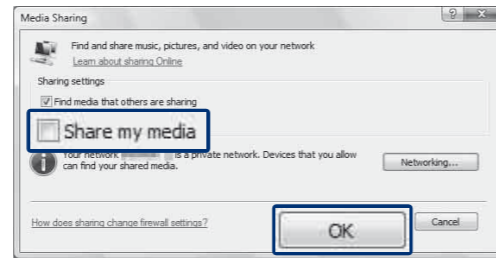 Media Sharing
Find and share music, pictures, and video on your network
Learn about sharing Online
Sharing settings
Find media that others are sharing
Share my media
Your network is a private network. Devices that you allow
can find your shared media.
Networking...
How does sharing change firewall settings?
OK
Cancel